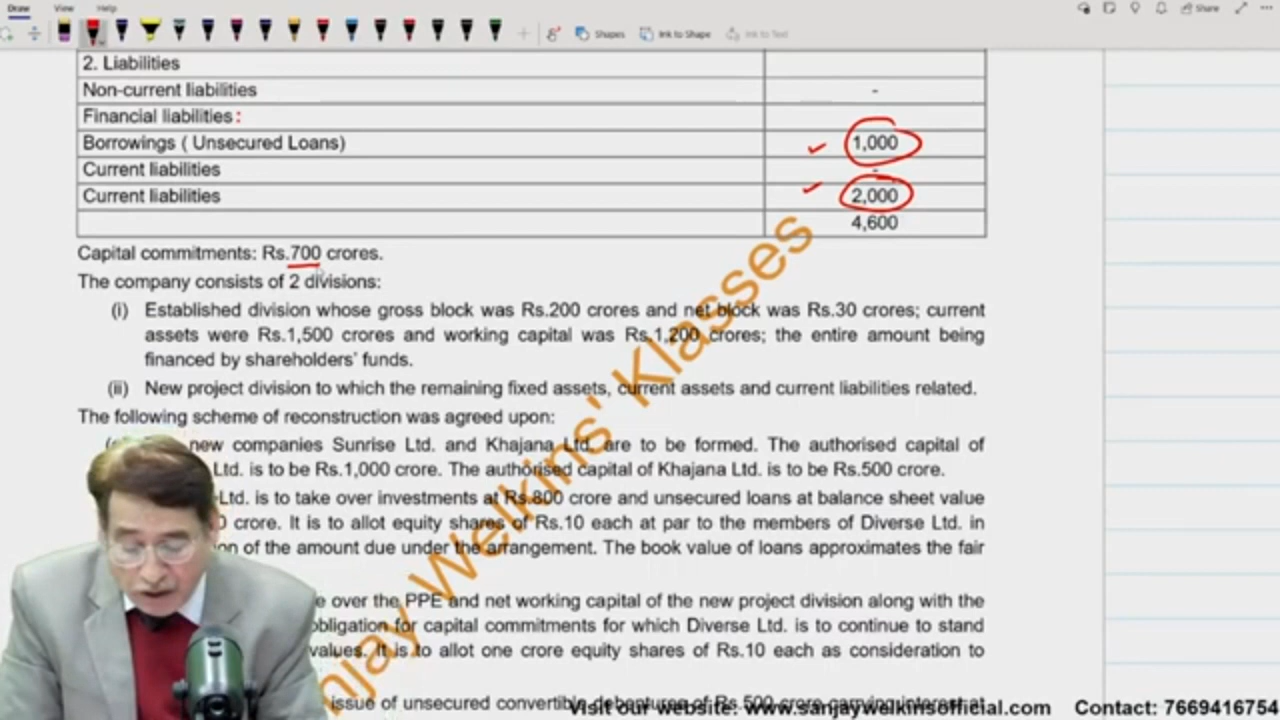 Draw View Help
Share
Shapes Ink to Shape Ink to Text
2. Liabilities
Non-current liabilities -
Financial liabilities:
Borrowings ( Unsecured Loans) 1,000
Current liabilities -
Current liabilities 2,000
4,600
Capital commitments: Rs.700 crores.
The company consists of 2 divisions:
(i) Established division whose gross block was Rs.200 crores and net block was Rs.30 crores; current
assets were Rs.1,500 crores and working capital was Rs.1,200 crores; the entire amount being
financed by shareholders' funds.
(ii) New project division to which the remaining fixed assets, current assets and current liabilities related.
The following scheme of reconstruction was agreed upon:
new companies Sunrise Ltd. and Khajana Ltd. are to be formed. The authorised capital of
Ltd. is to be Rs.1,000 crore. The authorised capital of Khajana Ltd. is to be Rs.500 crore.
Ltd. is to take over investments at Rs.800 crore and unsecured loans at balance sheet value
0 crore. It is to allot equity shares of Rs.10 each at par to the members of Diverse Ltd. in
on of the amount due under the arrangement. The book value of loans approximates the fair
e over the PPE and net working capital of the new project division along with the
obligation for capital commitments for which Diverse Ltd. is to continue to stand
values. It is to allot one crore equity shares of Rs.10 each as consideration to
issue of unsecured convertible debentures of Rs.500 crore carrying interest at
njay Welkins' Klasses
Visit our website: www.sanjaywelkinsofficial.com Contact: 7669416754